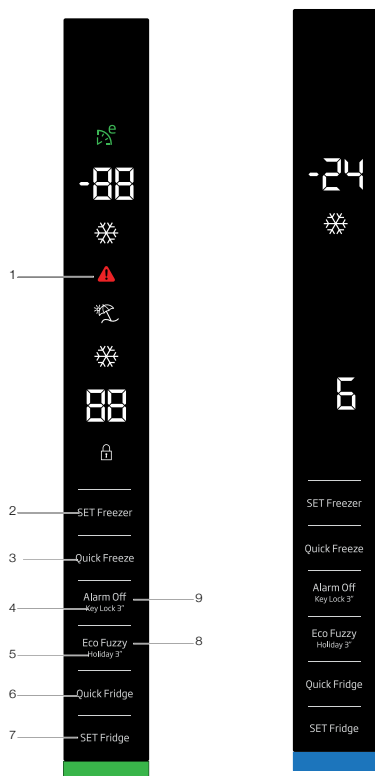 e
-88
1
88
2
SET Freezer
3
Quick Freeze
Alarm Off
9
4
Key Lock 3"
Eco Fuzzy
8
5
Holiday 3"
6
Quick Fridge
7
SET Fridge
-24
6
SET Freezer
Quick Freeze
Alarm Off
Key Lock 3"
Eco Fuzzy
Holiday 3"
Quick Fridge
SET Fridge